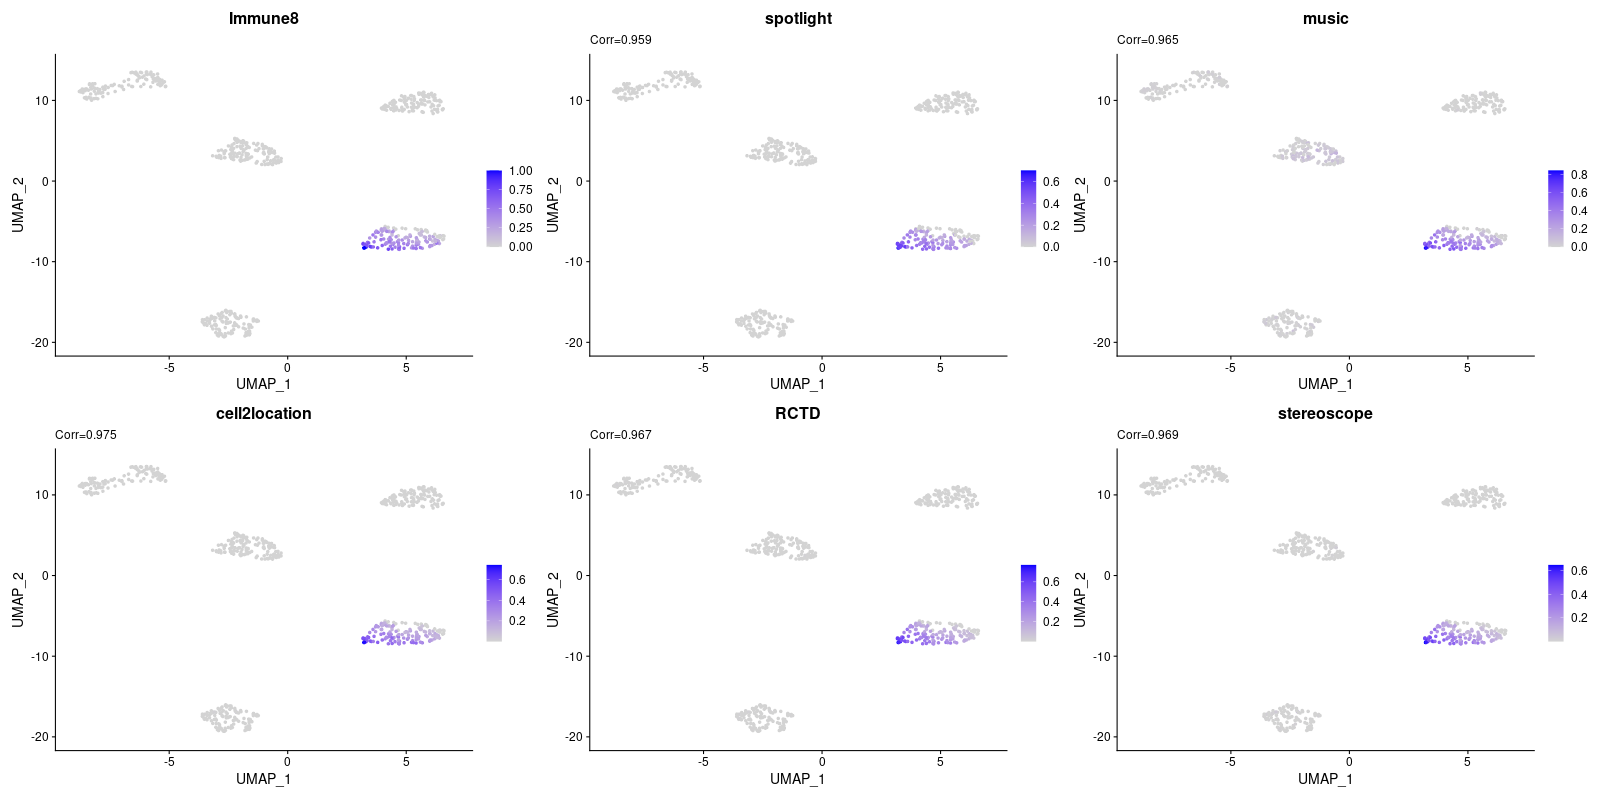 Immune8
10
0
-10
-20
-5
0
5
UMAP_1
UMAP_2
1.00
0.75
0.50
0.25
0.00
spotlight
Corr=0.959
10
0
-10
-20
-5
0
5
UMAP_1
UMAP_2
0.6
0.4
0.2
0.0
music
Corr=0.965
10
0
-10
-20
-5
0
5
UMAP_1
UMAP_2
0.8
0.6
0.4
0.2
0.0
cell2location
Corr=0.975
10
0
-10
-20
-5
0
5
UMAP_1
UMAP_2
0.6
0.4
0.2
RCTD
Corr=0.967
10
0
-10
-20
-5
0
5
UMAP_1
UMAP_2
0.6
0.4
0.2
stereoscope
Corr=0.969
10
0
-10
-20
-5
0
5
UMAP_1
UMAP_2
0.6
0.4
0.2